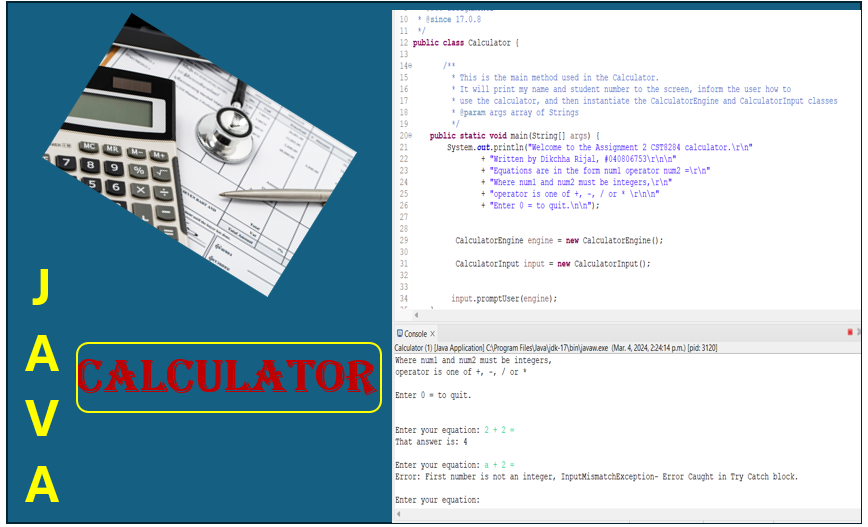 J
A
V
A
CALCULATOR
MC MR M− M+
7 8 9 % √
5 6 × ÷
10 * @since 17.0.8
11 */
12 public class Calculator {
13
14 /**
15 * This is the main method used in the Calculator.
16 * It will print my name and student number to the screen, inform the user how to
17 * use the calculator, and then instantiate the CalculatorEngine and CalculatorInput classes
18 * @param args array of Strings
19 */
20 public static void main(String[] args) {
21 System.out.println("Welcome to the Assignment 2 CST8284 calculator.\r\n"
22 + "Written by Dikchha Rijal, #040806753\r\n\n"
23 + "Equations are in the form num1 operator num2 =\r\n"
24 + "Where num1 and num2 must be integers,\r\n"
25 + "operator is one of +, -, / or * \r\n\n"
26 + "Enter 0 = to quit.\n\n");
27
28
29 CalculatorEngine engine = new CalculatorEngine();
30
31 CalculatorInput input = new CalculatorInput();
32
33
34 input.promptUser(engine);
Console ×
Calculator (1) [Java Application] C:\Program Files\Java\jdk-17\bin\javaw.exe (Mar. 4, 2024, 2:24:14 p.m.) [pid: 3120]
Where num1 and num2 must be integers,
operator is one of +, -, / or *
Enter 0 = to quit.
Enter your equation: 2 + 2 =
That answer is: 4
Enter your equation: a + 2 =
Error: First number is not an integer, InputMismatchException- Error Caught in Try Catch block.
Enter your equation: